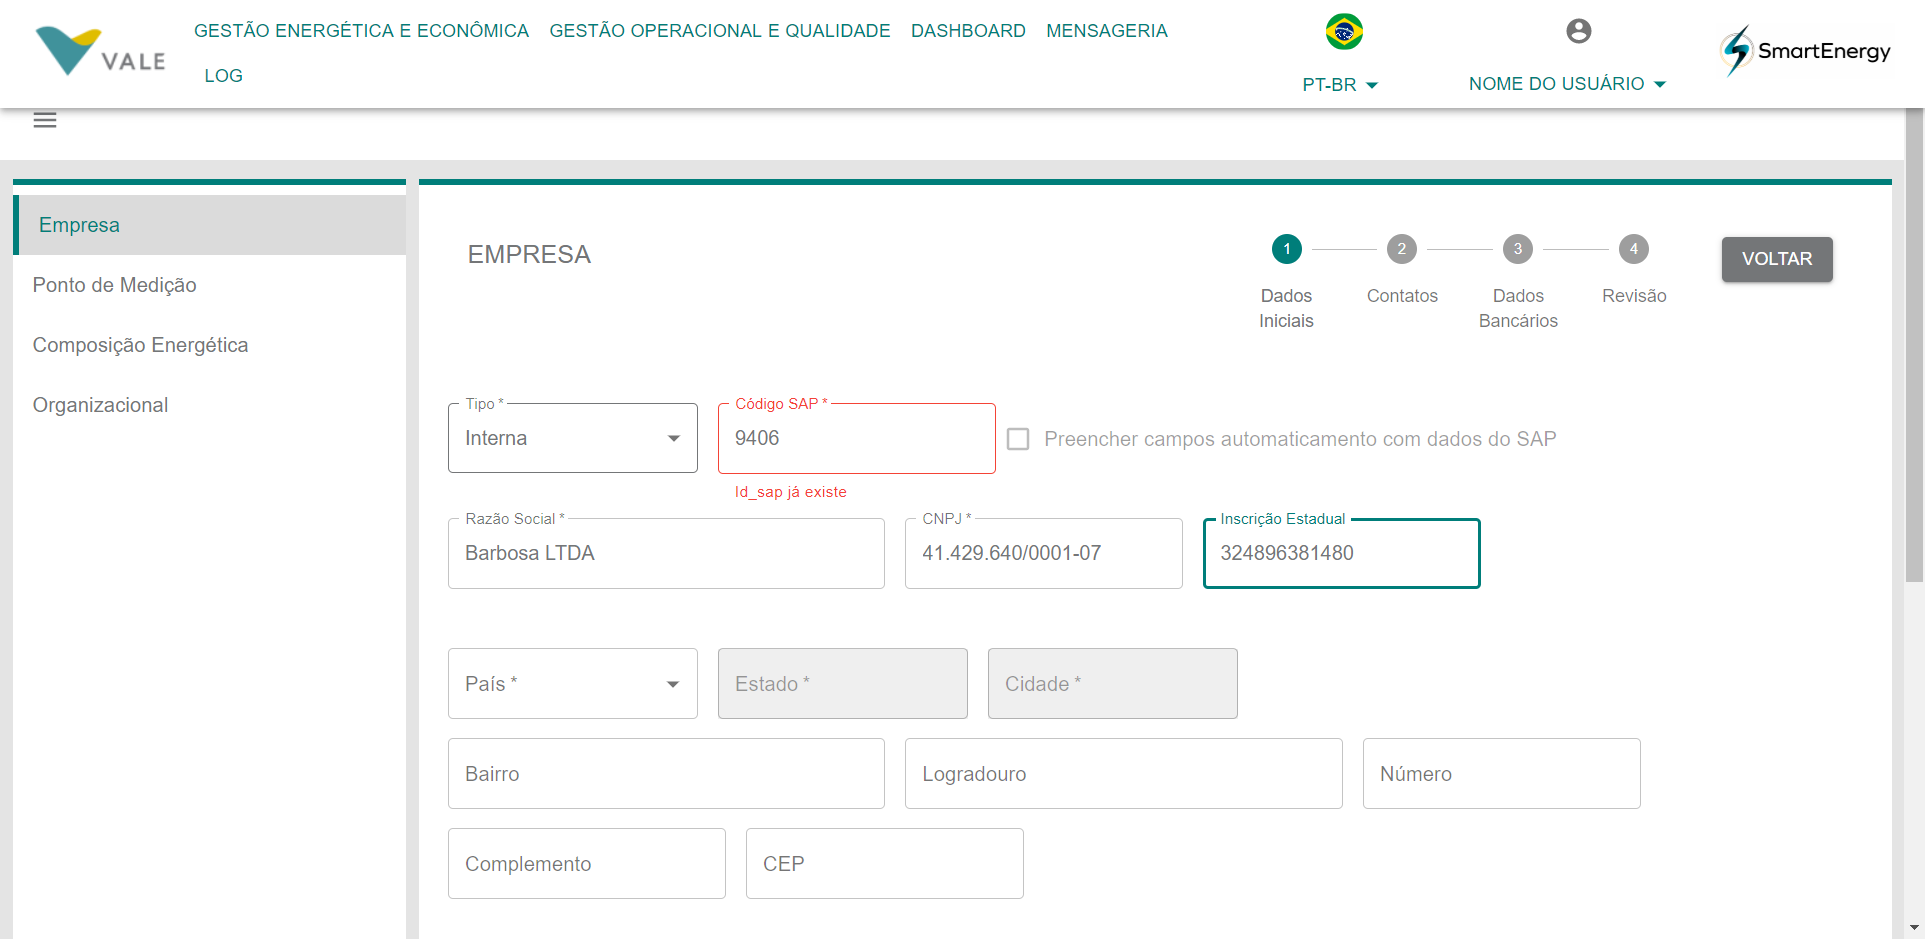 VALE
GESTÃO ENERGÉTICA E ECONÔMICA GESTÃO OPERACIONAL E QUALIDADE DASHBOARD MENSAGERIA
LOG
PT-BR
NOME DO USUÁRIO
SmartEnergy
Empresa
Ponto de Medição
Composição Energética
Organizacional
EMPRESA
1 2 3 4
Dados Iniciais
Contatos
Dados Bancários
Revisão
VOLTAR
Tipo *
Interna
Código SAP *
9406
Id_sap já existe
Preencher campos automaticamento com dados do SAP
Razão Social *
Barbosa LTDA
CNPJ *
41.429.640/0001-07
Inscrição Estadual
324896381480
País *
Estado *
Cidade *
Bairro
Logradouro
Número
Complemento
CEP